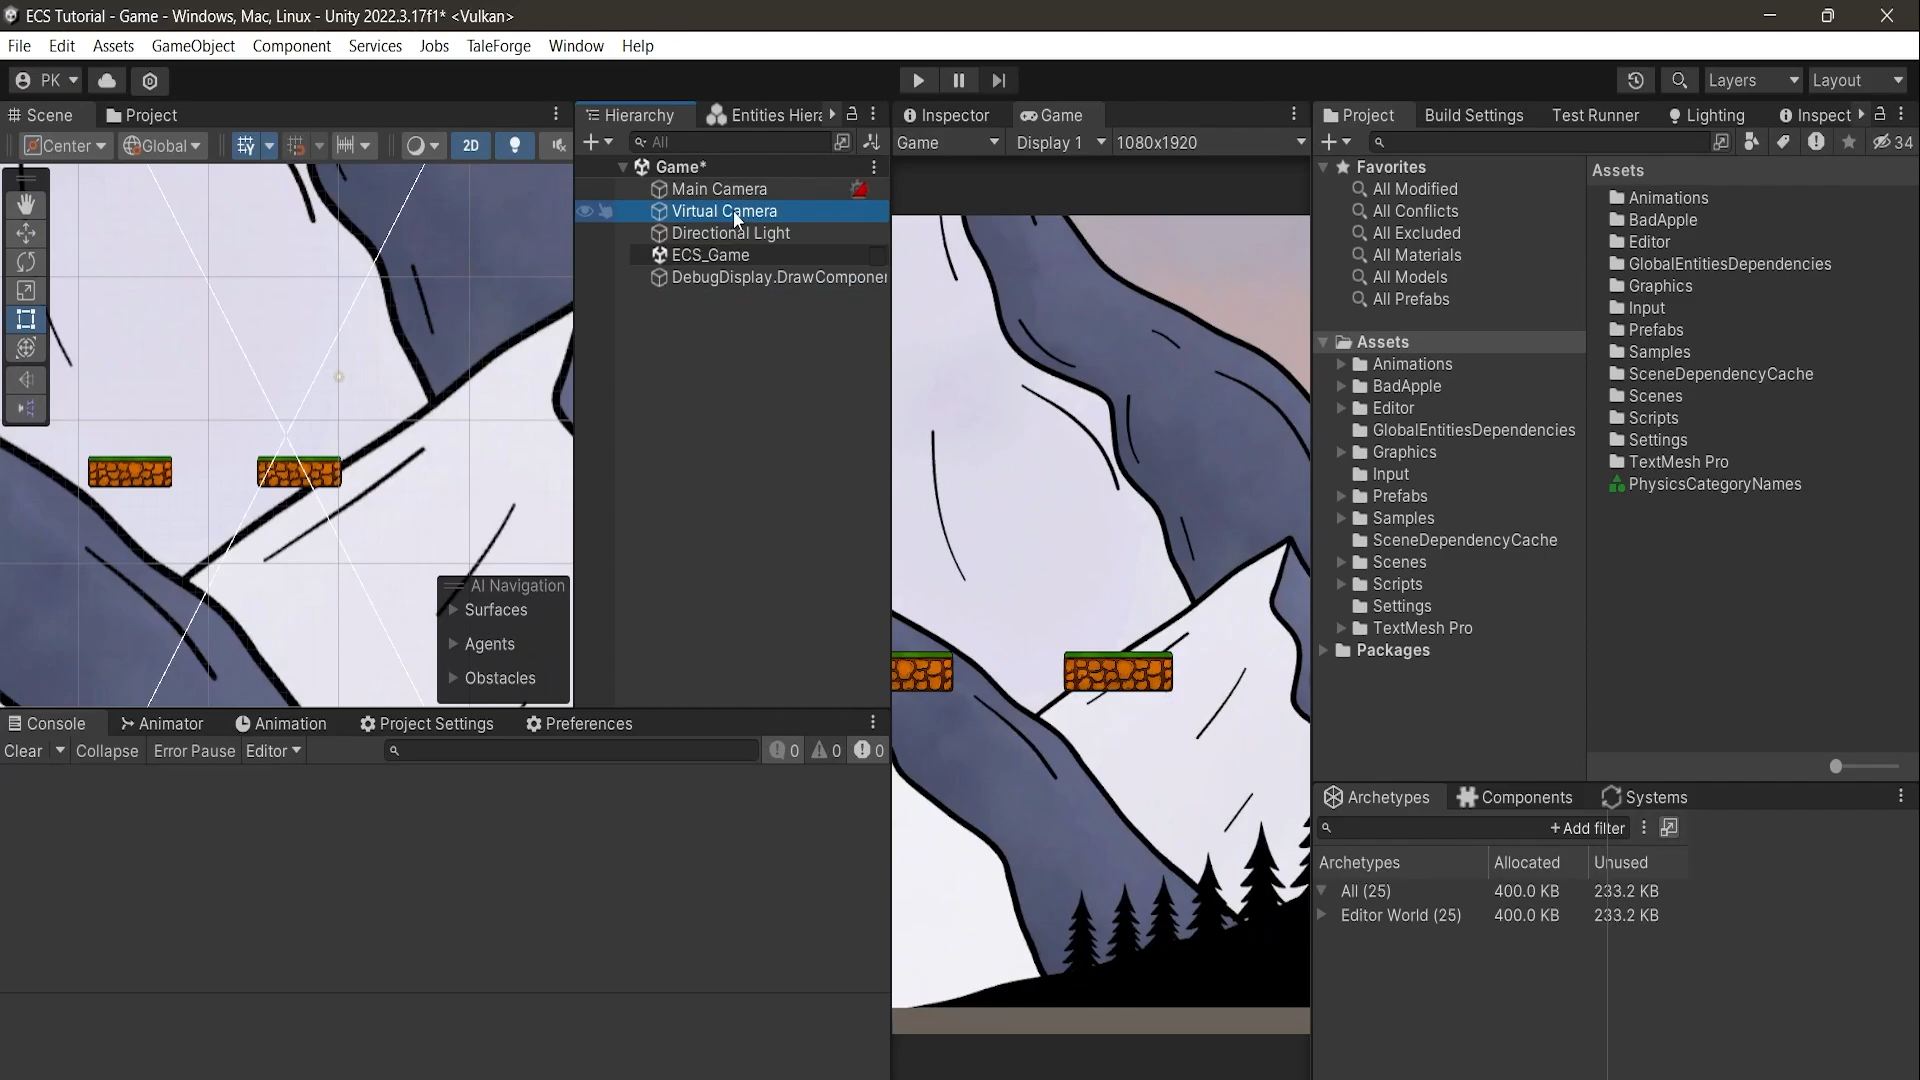 ECS Tutorial - Game - Windows, Mac, Linux - Unity 2022.3.17f1* <Vulkan>
File Edit Assets GameObject Component Services Jobs TaleForge Window Help
PK Layers Layout
Scene Project
Center Global 2D
Hierarchy Entities Hiera
All
Game*
Main Camera
Virtual Camera
Directional Light
ECS_Game
DebugDisplay.DrawComponer
AI Navigation
Surfaces
Agents
Obstacles
Inspector Game
Game Display 1 1080x1920
Project Build Settings Test Runner Lighting Inspect
34
Favorites
All Modified
All Conflicts
All Excluded
All Materials
All Models
All Prefabs
Assets
Animations
BadApple
Editor
GlobalEntitiesDependencies
Graphics
Input
Prefabs
Samples
SceneDependencyCache
Scenes
Scripts
Settings
TextMesh Pro
Packages
Assets
Animations
BadApple
Editor
GlobalEntitiesDependencies
Graphics
Input
Prefabs
Samples
SceneDependencyCache
Scenes
Scripts
Settings
TextMesh Pro
PhysicsCategoryNames
Console Animator Animation Project Settings Preferences
Clear Collapse Error Pause Editor 0 0 0
Archetypes Components Systems
+Add filter
Archetypes Allocated Unused
All (25) 400.0 KB 233.2 KB
Editor World (25) 400.0 KB 233.2 KB